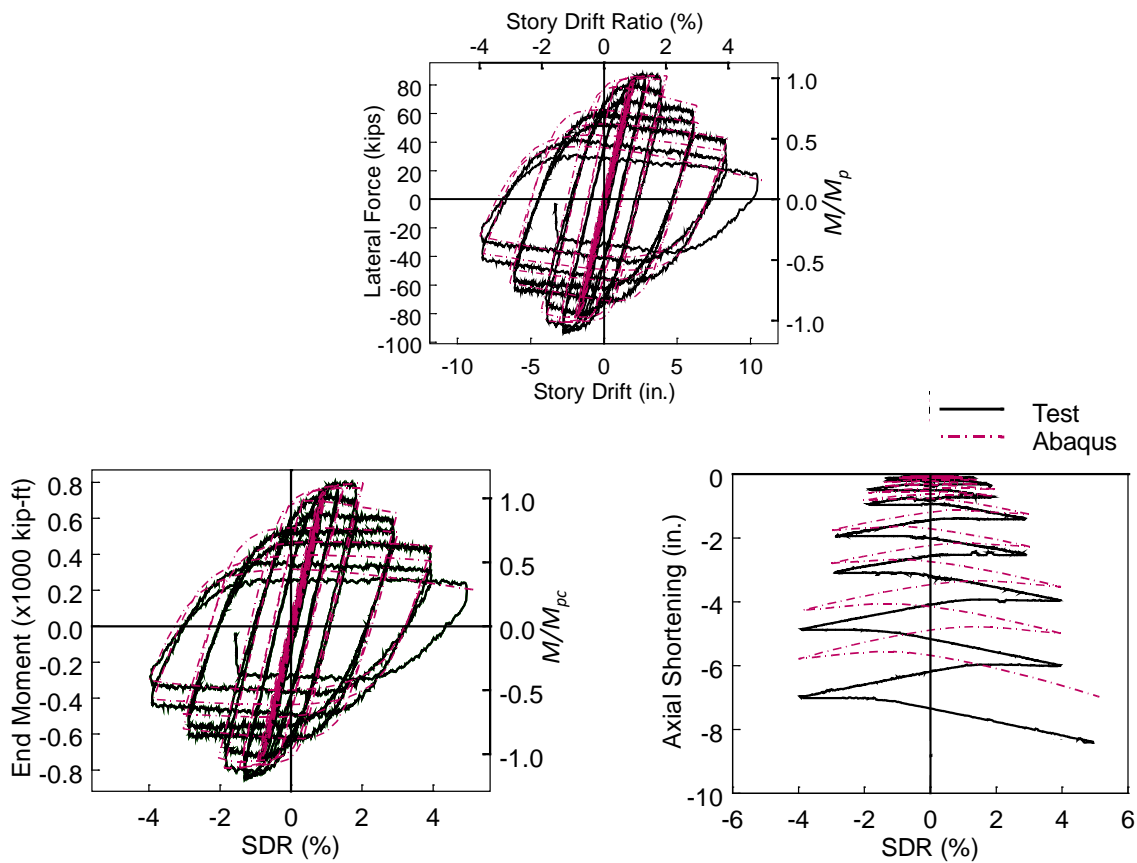 Story Drift Ratio (%)
-4 -2 0 2 4
Lateral Force (kips)
80
60
40
20
0
-20
-40
-60
-80
-100
1.0
0.5
0.0
-0.5
-1.0
M/Mp
-10 -5 0 5 10
Story Drift (in.)
Test
Abaqus
End Moment (x1000 kip-ft)
0.8
0.6
0.4
0.2
0.0
-0.2
-0.4
-0.6
-0.8
1.0
0.5
0.0
-0.5
-1.0
M/Mpc
-4 -2 0 2 4
SDR (%)
Axial Shortening (in.)
0
-2
-4
-6
-8
-10
-6 -4 -2 0 2 4 6
SDR (%)